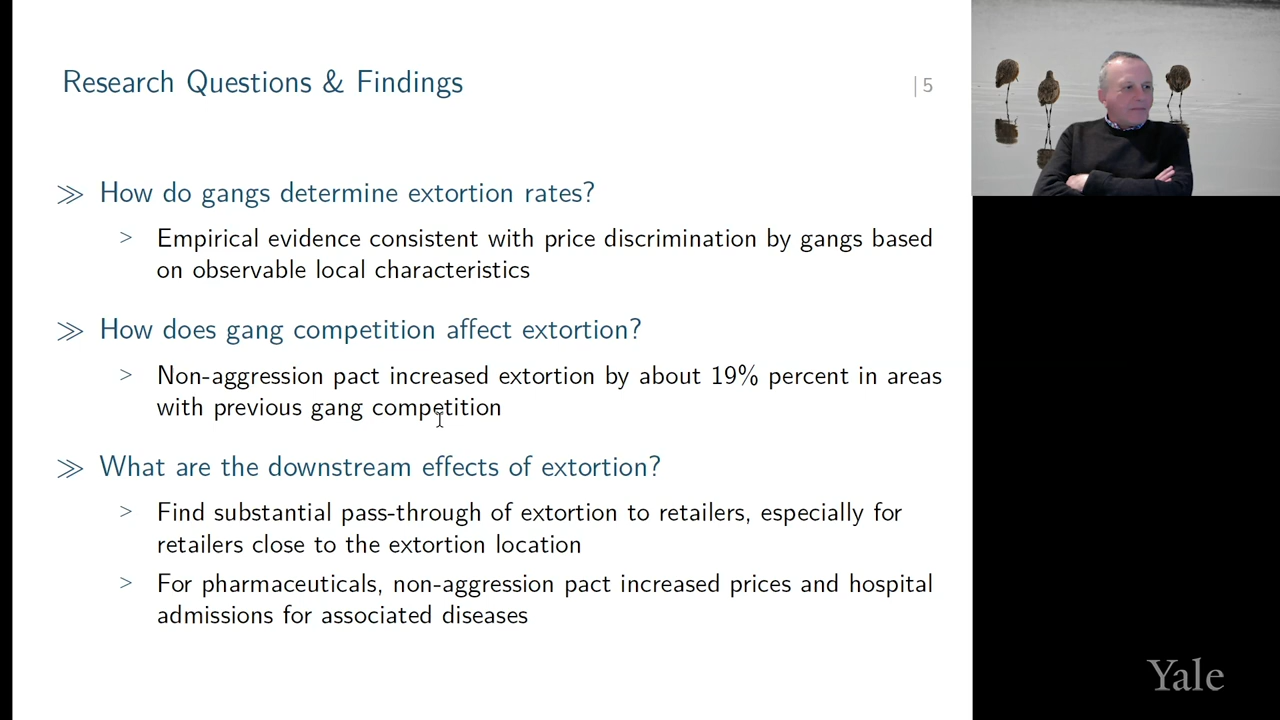 Research Questions & Findings
| 5
≫ How do gangs determine extortion rates?
> Empirical evidence consistent with price discrimination by gangs based
on observable local characteristics
≫ How does gang competition affect extortion?
> Non-aggression pact increased extortion by about 19% percent in areas
with previous gang competition
≫ What are the downstream effects of extortion?
> Find substantial pass-through of extortion to retailers, especially for
retailers close to the extortion location
> For pharmaceuticals, non-aggression pact increased prices and hospital
admissions for associated diseases
Yale